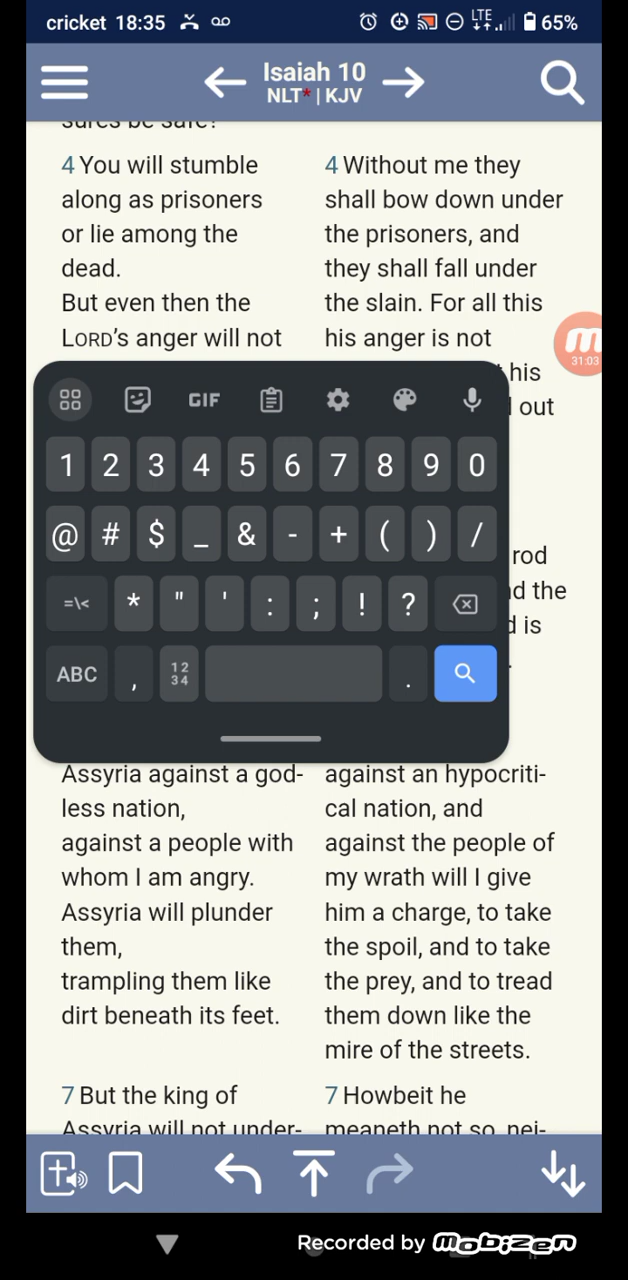 cricket 18:35 LTE 65%
Isaiah 10
NLT* | KJV
sures be safe?
4 You will stumble
along as prisoners
or lie among the
dead.
But even then the
LORD's anger will not
4 Without me they
shall bow down under
the prisoners, and
they shall fall under
the slain. For all this
his anger is not
his
out
31:03
GIF
1 2 3 4 5 6 7 8 9 0
@ # $ _ & - + ( ) /
=\< * " ' : ; ! ?
ABC , 12 34 .
rod
the
is
Assyria against a god-
less nation,
against a people with
whom I am angry.
Assyria will plunder
them,
trampling them like
dirt beneath its feet.
against an hypocriti-
cal nation, and
against the people of
my wrath will I give
him a charge, to take
the spoil, and to take
the prey, and to tread
them down like the
mire of the streets.
7 But the king of
Assyria will not under-
7 Howbeit he
meaneth not so, nei-
Recorded by Mobizen